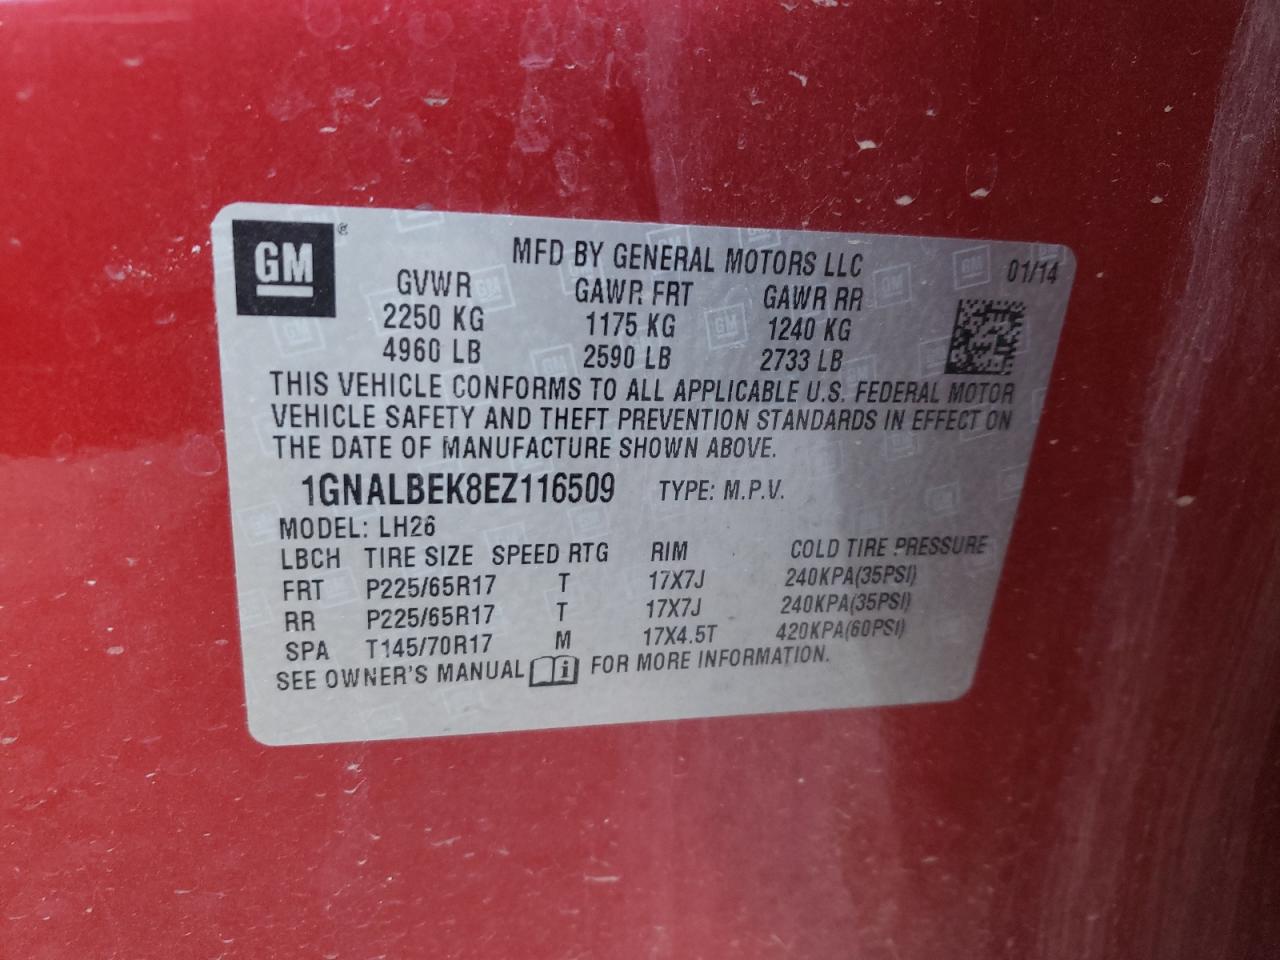 GM ®
MFD BY GENERAL MOTORS LLC 01/14
GVWR GAWR FRT GAWR RR
2250 KG 1175 KG 1240 KG
4960 LB 2590 LB 2733 LB
THIS VEHICLE CONFORMS TO ALL APPLICABLE U.S. FEDERAL MOTOR
VEHICLE SAFETY AND THEFT PREVENTION STANDARDS IN EFFECT ON
THE DATE OF MANUFACTURE SHOWN ABOVE.
1GNALBEK8EZ116509 TYPE: M.P.V.
MODEL: LH26
LBCH TIRE SIZE SPEED RTG RIM COLD TIRE PRESSURE
FRT P225/65R17 T 17X7J 240KPA(35PSI)
RR P225/65R17 T 17X7J 240KPA(35PSI)
SPA T145/70R17 M 17X4.5T 420KPA(60PSI)
SEE OWNER'S MANUAL i FOR MORE INFORMATION.